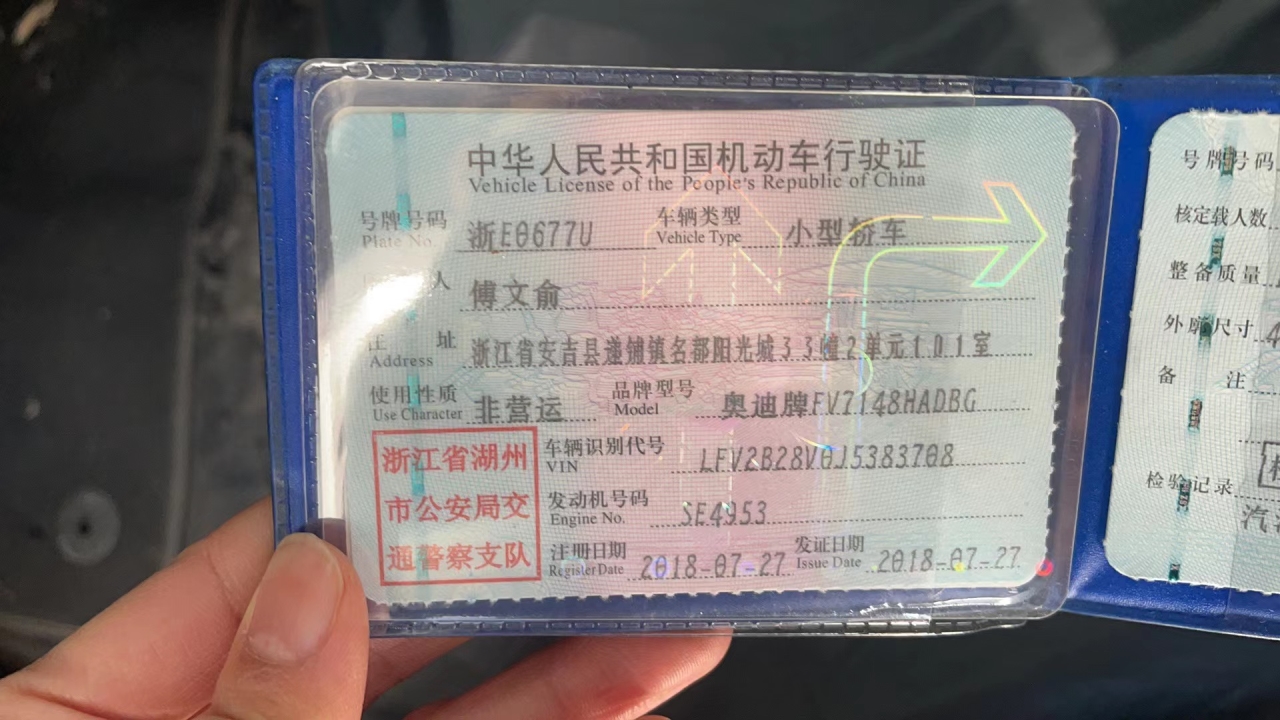 中华人民共和国机动车行驶证
Vehicle License of the People's Republic of China
号牌号码 浙E0677U 车辆类型 小型轿车
Plate No. Vehicle Type
人 傅文俞
住 址 浙江省安吉县递铺镇名都阳光城33幢2单元101室
Address
使用性质 非营运 品牌型号 奥迪牌FV7148HADBG
Use Character Model
浙江省湖州
市公安局交
通警察支队
车辆识别代号 LFV2B28V0J5383708
VIN
发动机号码 SE4953
Engine No.
注册日期 2018-07-27 发证日期 2018-07-27
Register Date Issue Date
号牌号码
核定载人数
整备质量
外廓尺寸 4
备 注
检验记录
汽